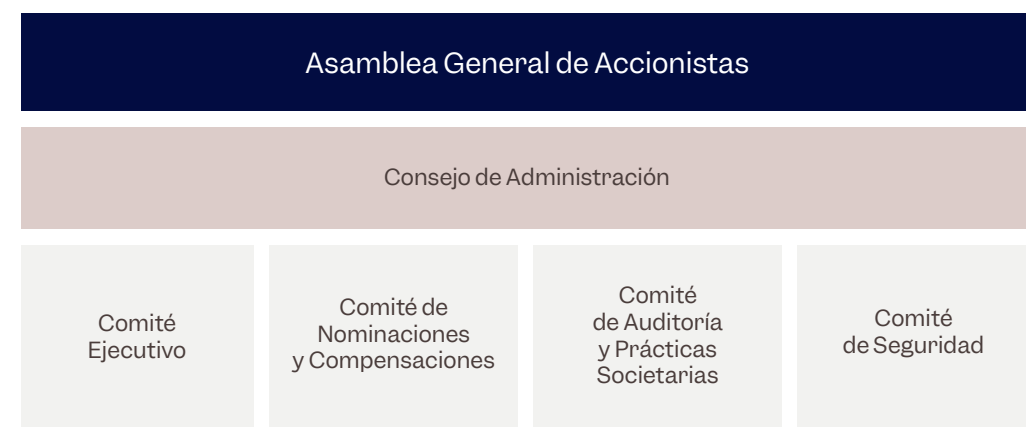 Asamblea General de Accionistas
Consejo de Administración
Comité
Ejecutivo
Comité de
Nominaciones
y Compensaciones
Comité
de Auditoría
y Prácticas
Societarias
Comité
de Seguridad